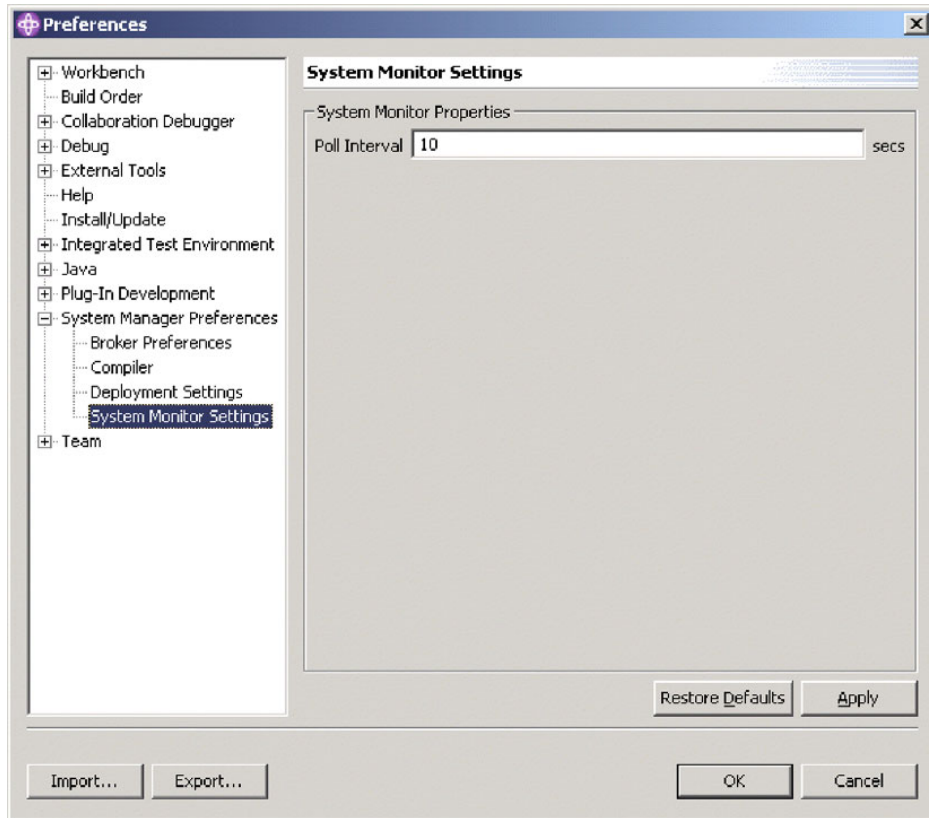 Preferences
Workbench
Build Order
Collaboration Debugger
Debug
External Tools
Help
Install/Update
Integrated Test Environment
Java
Plug-In Development
System Manager Preferences
Broker Preferences
Compiler
Deployment Settings
System Monitor Settings
Team
System Monitor Settings
System Monitor Properties
Poll Interval 10 secs
Restore Defaults Apply
Import... Export... OK Cancel